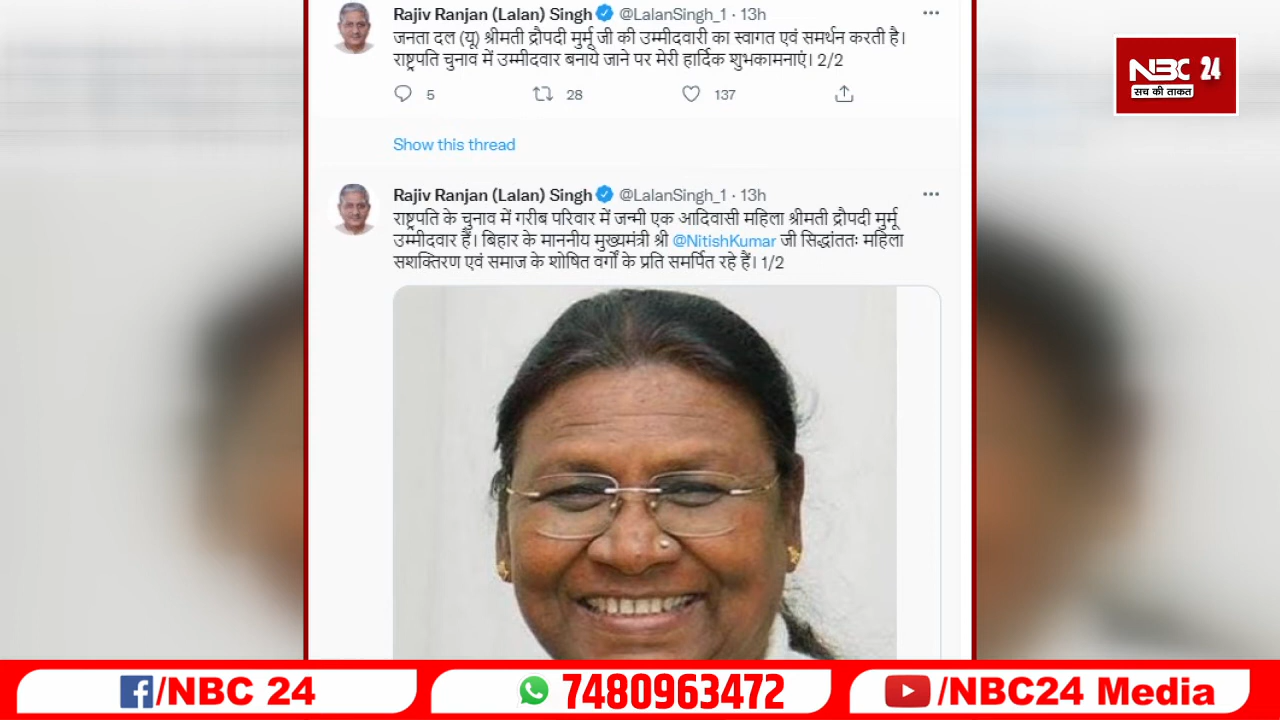 Rajiv Ranjan (Lalan) Singh @LalanSingh_1 · 13h
जनता दल (यू) श्रीमती द्रौपदी मुर्मू जी की उम्मीदवारी का स्वागत एवं समर्थन करती है।
राष्ट्रपति चुनाव में उम्मीदवार बनाये जाने पर मेरी हार्दिक शुभकामनाएं। 2/2
5 28 137
Show this thread
Rajiv Ranjan (Lalan) Singh @LalanSingh_1 · 13h
राष्ट्रपति के चुनाव में गरीब परिवार में जन्मी एक आदिवासी महिला श्रीमती द्रौपदी मुर्मू
उम्मीदवार हैं। बिहार के माननीय मुख्यमंत्री श्री @NitishKumar जी सिद्धांततः महिला
सशक्तिरण एवं समाज के शोषित वर्गों के प्रति समर्पित रहे हैं। 1/2
NBC 24
सच की ताकत
/NBC 24
7480963472
/NBC24 Media